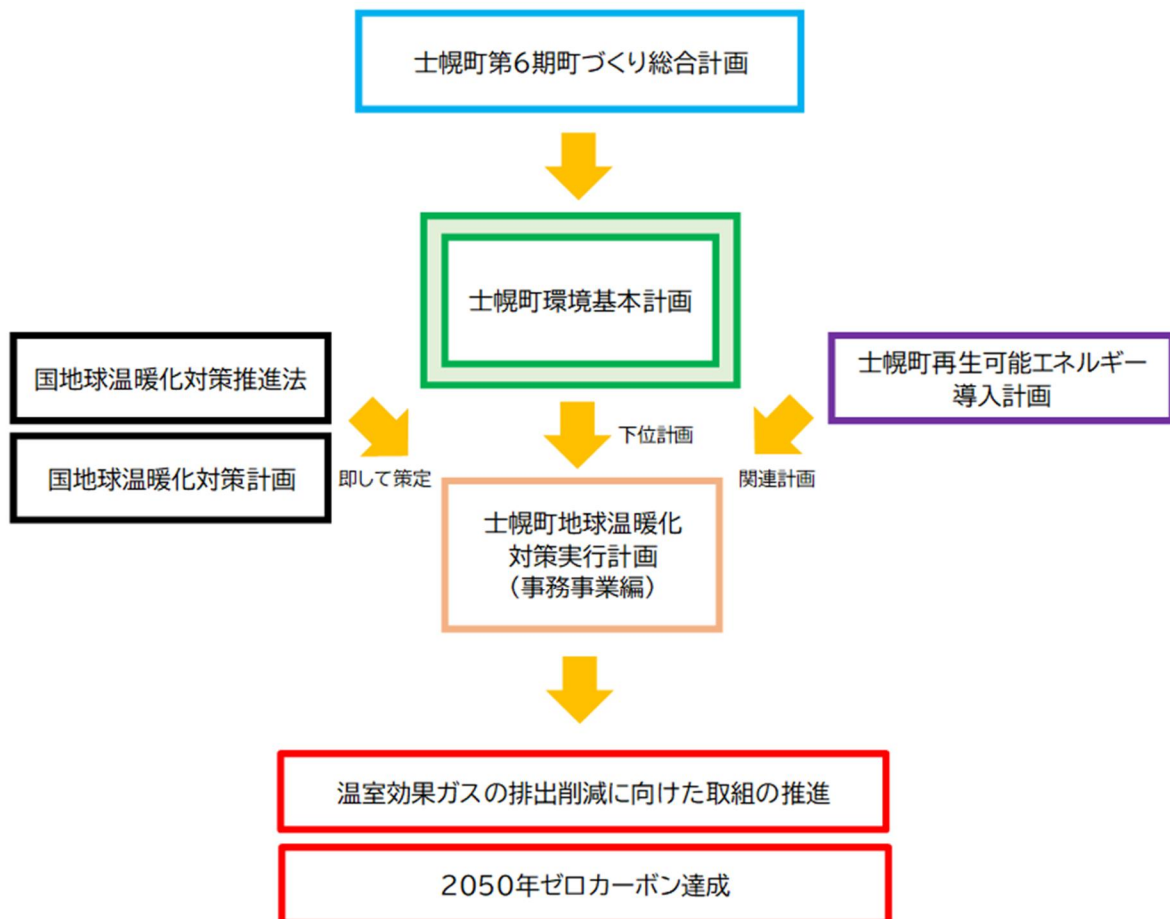 士幌町第6期町づくり総合計画
士幌町環境基本計画
国地球温暖化対策推進法
国地球温暖化対策計画
士幌町再生可能エネルギー
導入計画
即して策定
下位計画
関連計画
士幌町地球温暖化
対策実行計画
（事務事業編）
温室効果ガスの排出削減に向けた取組の推進
2050年ゼロカーボン達成